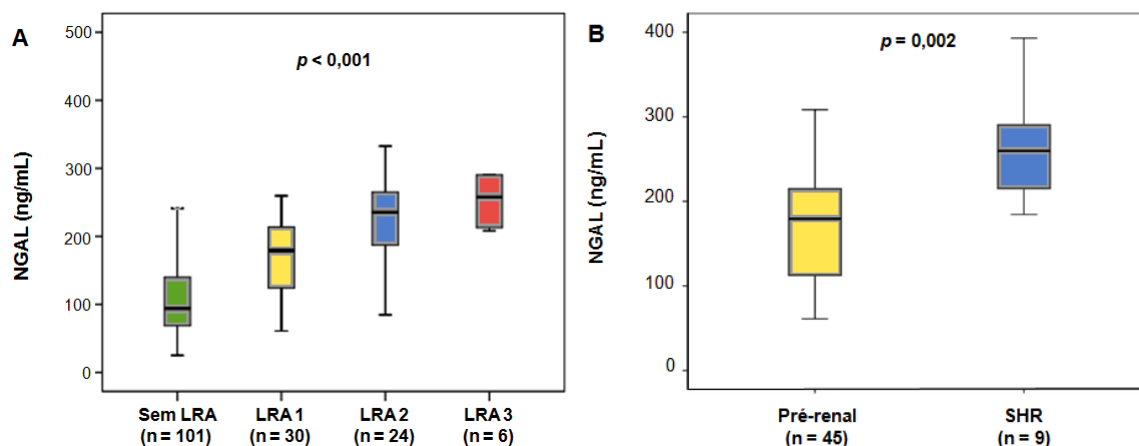 A
p < 0,001
NGAL (ng/mL)
500
400
300
200
100
0
Sem LRA
(n = 101)
LRA 1
(n = 30)
LRA 2
(n = 24)
LRA 3
(n = 6)
B
p = 0,002
NGAL (ng/mL)
400
300
200
100
0
Pré-renal
(n = 45)
SHR
(n = 9)